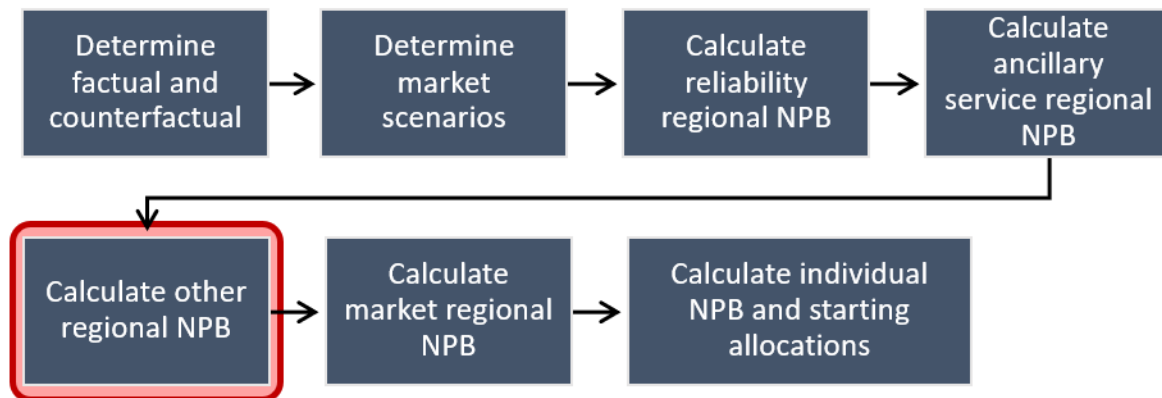 Determine
factual and
counterfactual
Determine
market
scenarios
Calculate
reliability
regional NPB
Calculate
ancillary
service regional
NPB
Calculate other
regional NPB
Calculate
market regional
NPB
Calculate individual
NPB and starting
allocations